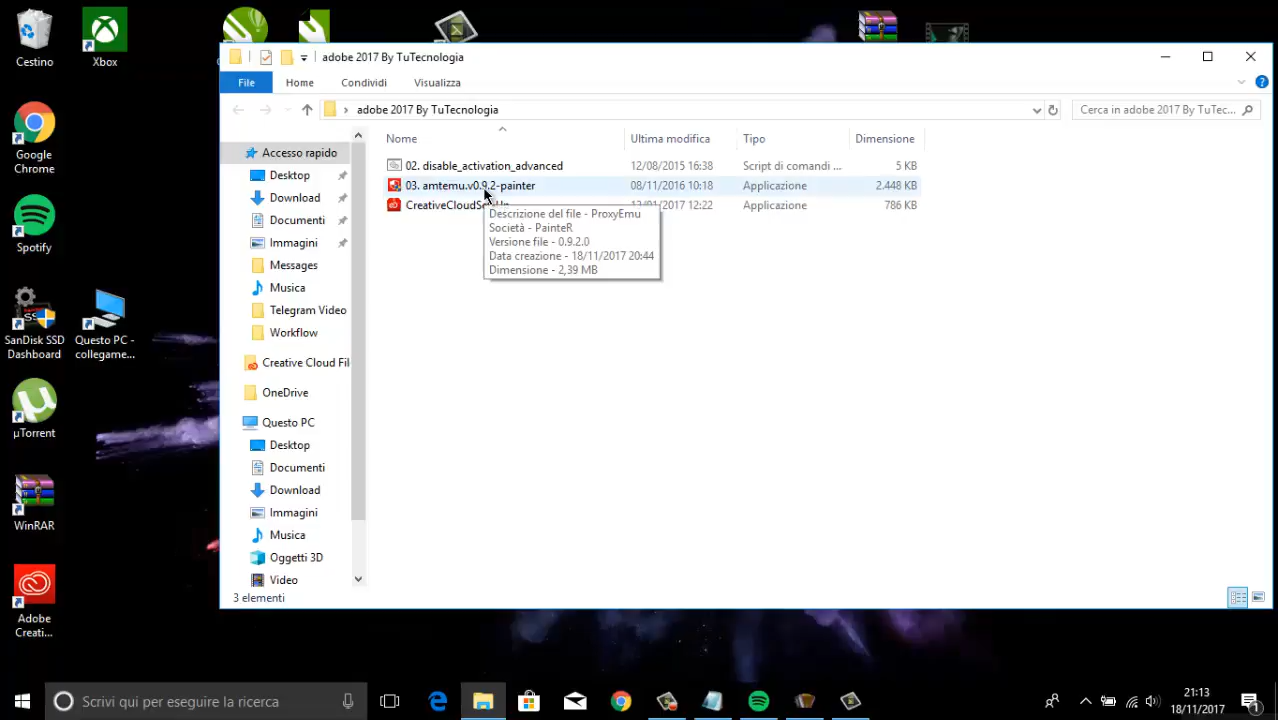 Cestino
Xbox
Google
Chrome
Spotify
SanDisk SSD
Dashboard
Questo PC -
collegame...
µTorrent
WinRAR
Adobe
Creati...
adobe 2017 By TuTecnologia
File
Home
Condividi
Visualizza
adobe 2017 By TuTecnologia
Cerca in adobe 2017 By TuTec...
Accesso rapido
Desktop
Download
Documenti
Immagini
Messages
Musica
Telegram Video
Workflow
Creative Cloud Fil
OneDrive
Questo PC
Desktop
Documenti
Download
Immagini
Musica
Oggetti 3D
Video
Nome Ultima modifica Tipo Dimensione
02. disable_activation_advanced 12/08/2015 16:38 Script di comandi ... 5 KB
03. amtemu.v0.9.2-painter 08/11/2016 10:18 Applicazione 2.448 KB
12:22 Applicazione 786 KB
Descrizione del file - ProxyEmu
Società - PainteR
Versione file - 0.9.2.0
Data creazione - 18/11/2017 20:44
Dimensione - 2,39 MB
3 elementi
Scrivi qui per eseguire la ricerca
21:13
18/11/2017